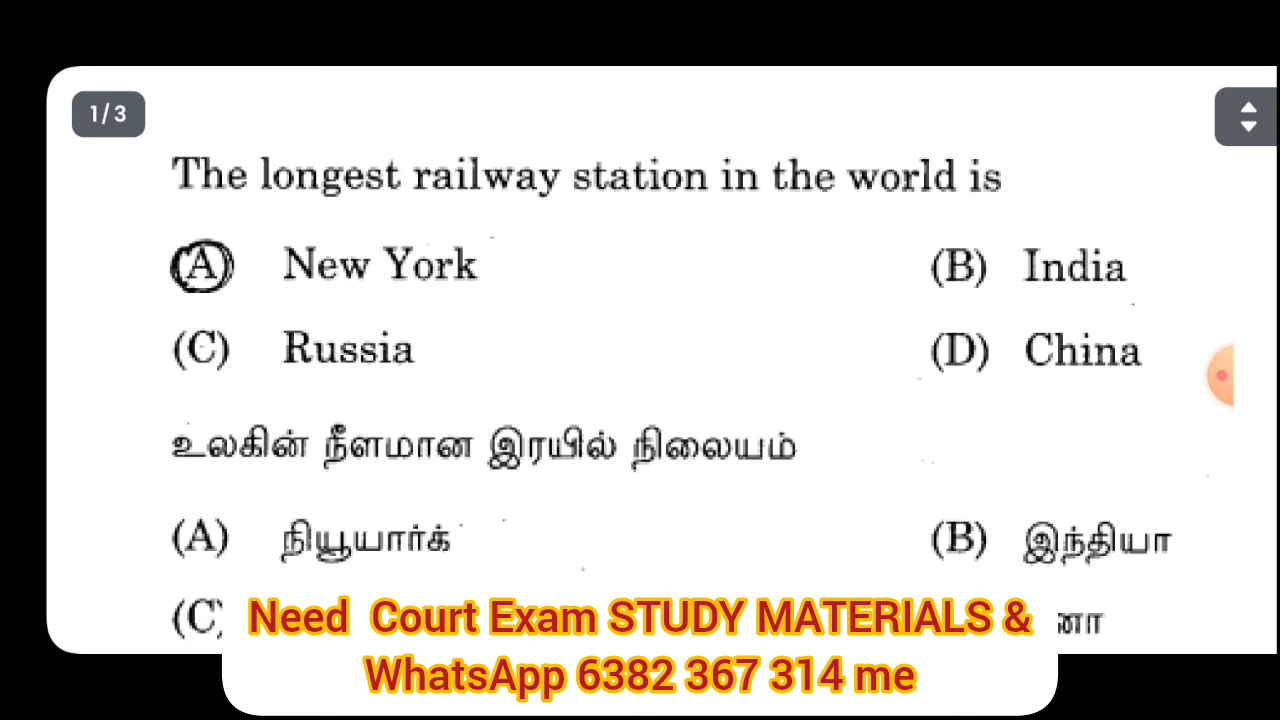 1/3
The longest railway station in the world is
(A) New York (B) India
(C) Russia (D) China
உலகின் நீளமான இரயில் நிலையம்
(A) நியூயார்க் (B) இந்தியா
(C) னா
Need Court Exam STUDY MATERIALS &
WhatsApp 6382 367 314 me